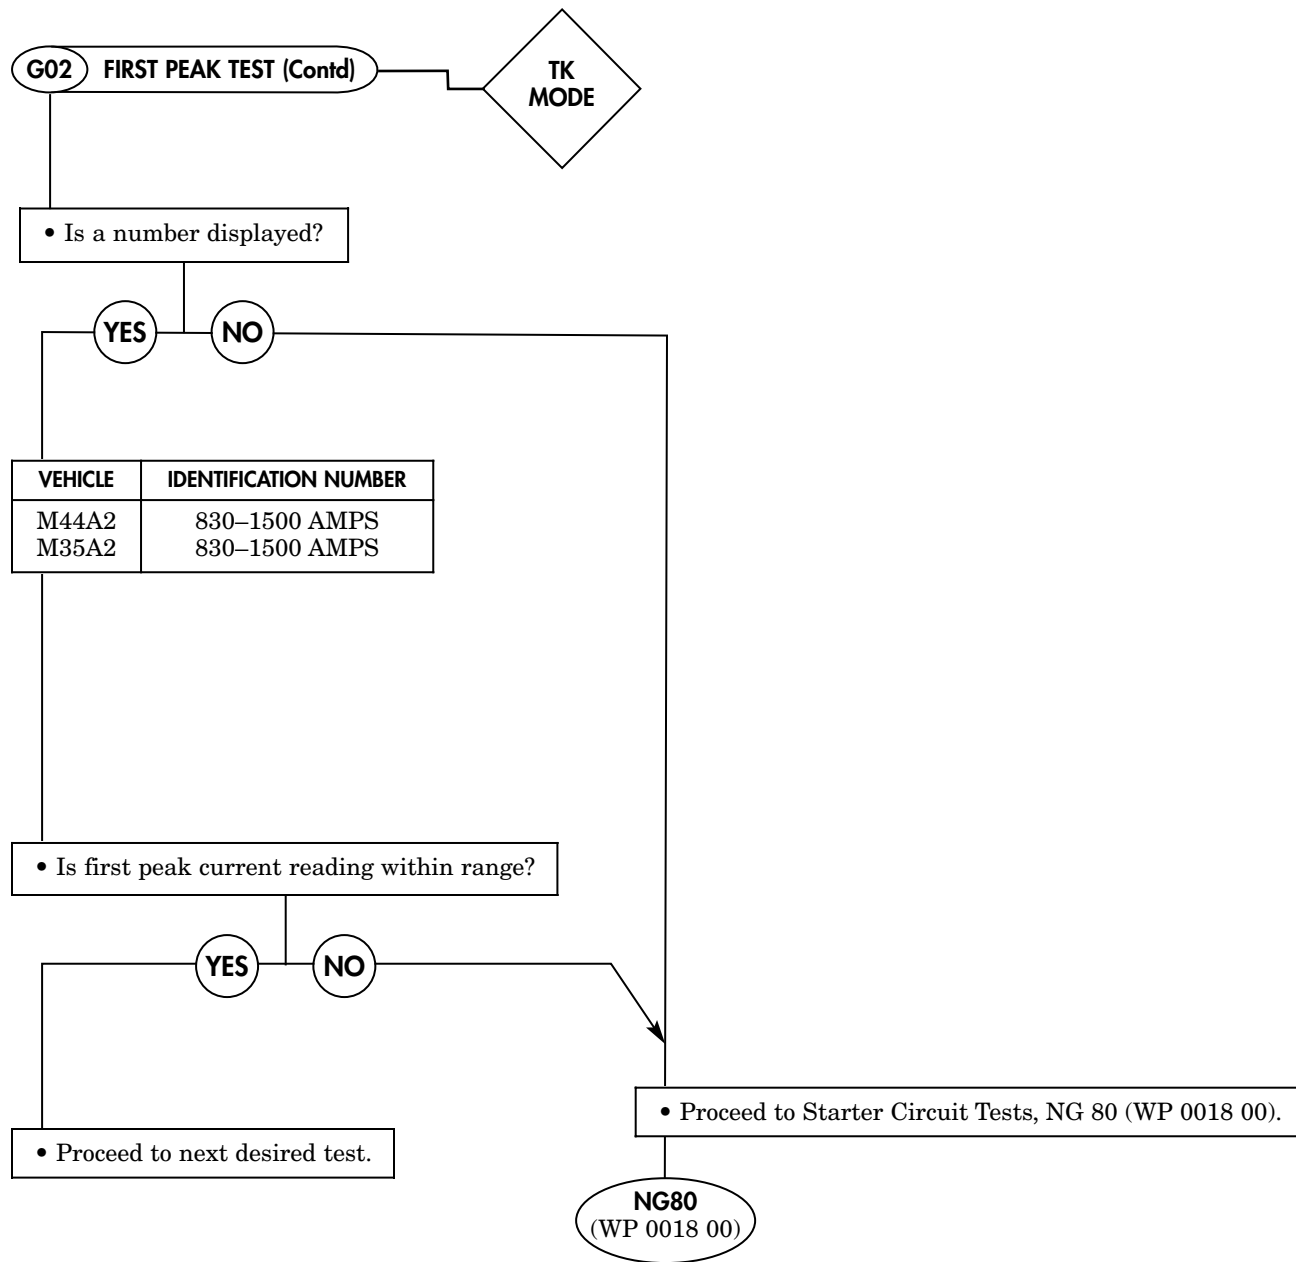 G02 FIRST PEAK TEST (Contd)
TK
MODE
• Is a number displayed?
YES NO
VEHICLE IDENTIFICATION NUMBER
M44A2 830–1500 AMPS
M35A2 830–1500 AMPS
• Is first peak current reading within range?
YES NO
• Proceed to Starter Circuit Tests, NG 80 (WP 0018 00).
• Proceed to next desired test.
NG80
(WP 0018 00)